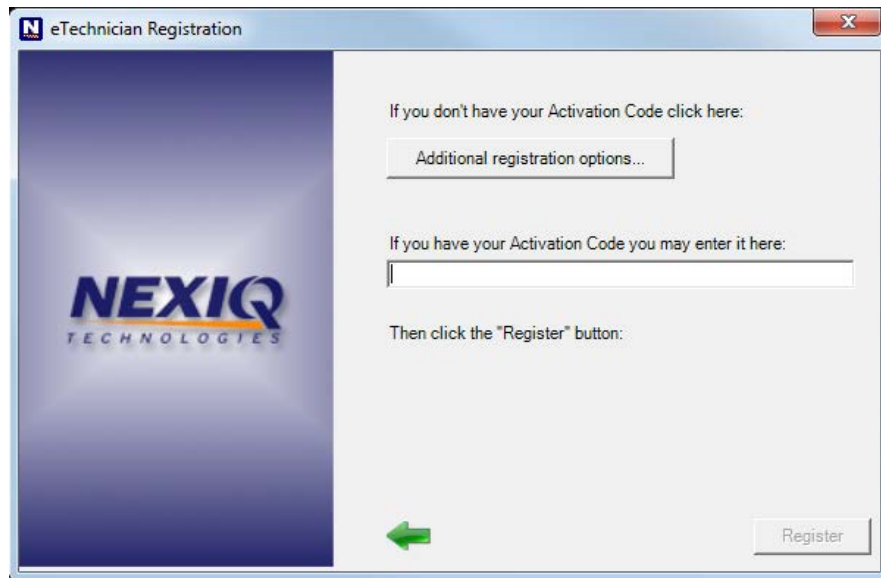 eTechnician Registration
If you don't have your Activation Code click here:
Additional registration options...
If you have your Activation Code you may enter it here:
NEXIQ
TECHNOLOGIES
Then click the "Register" button:
Register